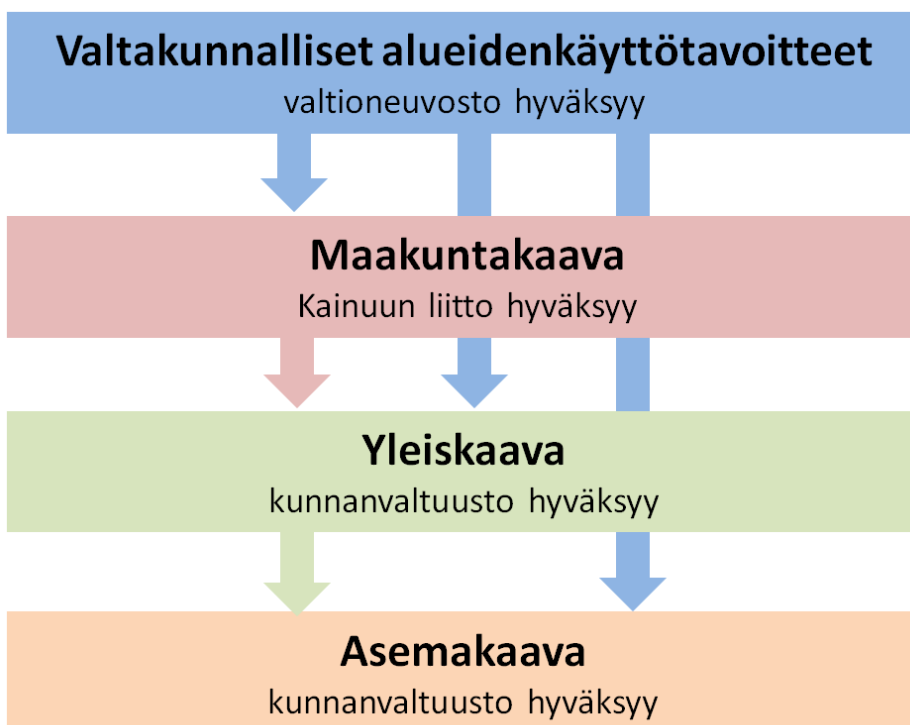 Valtakunnalliset alueidenkäyttötavoitteet
valtioneuvosto hyväksyy
Maakuntakaava
Kainuun liitto hyväksyy
Yleiskaava
kunnanvaltuusto hyväksyy
Asemakaava
kunnanvaltuusto hyväksyy